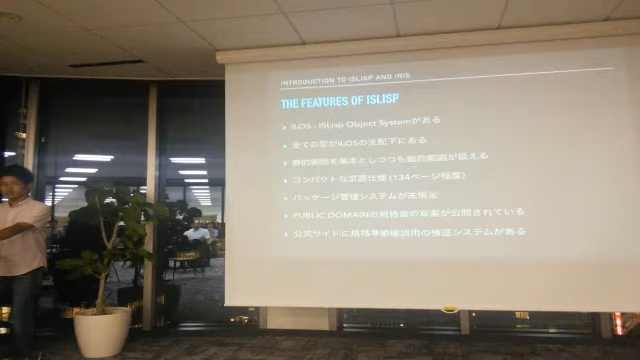 INTRODUCTION TO ISLISP AND IRIS
THE FEATURES OF ISLISP
ILOS - ISLisp Object Systemがある
全ての型がILOSの支配下にある
静的範囲を基本としつつも動的範囲が扱える
コンパクトな言語仕様(134ページ程度)
パッケージ管理システムが未策定
PUBLIC DOMAINの規格書の草案が公開されている
公式サイトに規格準拠確認用の検証システムがある